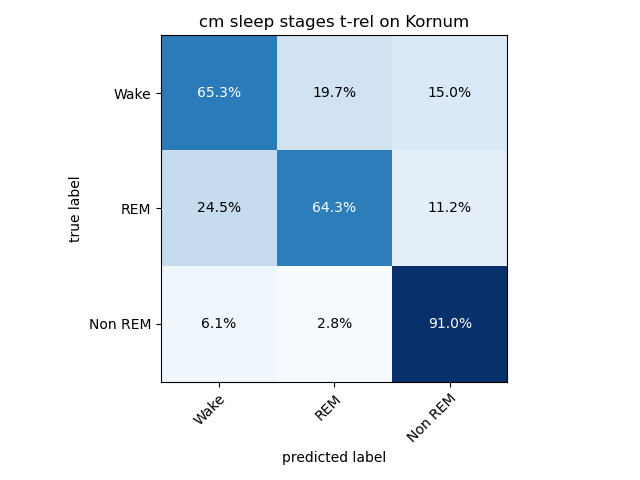 cm sleep stages t-rel on Kornum
Wake 65.3% 19.7% 15.0%
REM 24.5% 64.3% 11.2%
Non REM 6.1% 2.8% 91.0%
true label
Wake REM Non REM
predicted label